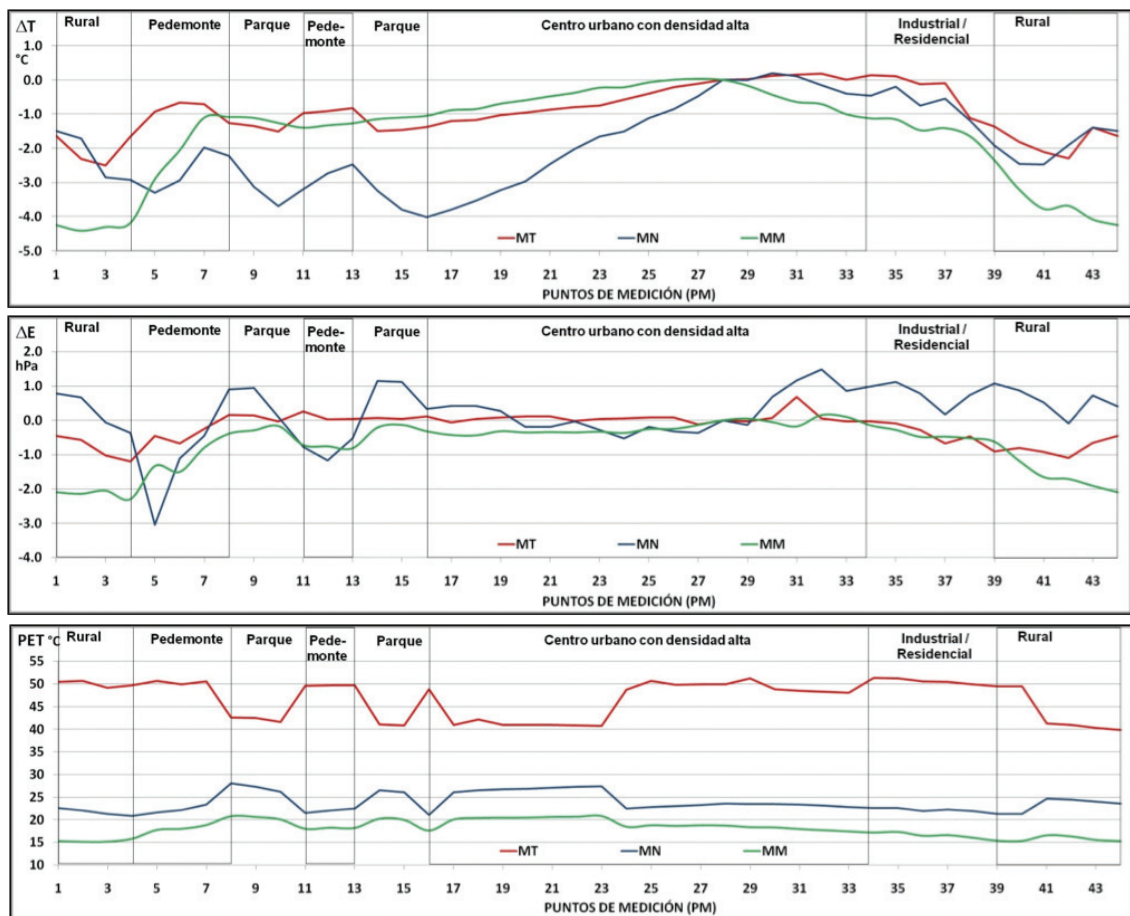 ΔT
°C
Rural
Pedemonte
Parque
Pede-
monte
Parque
Centro urbano con densidad alta
Industrial /
Residencial
Rural
1.0
0.0
-1.0
-2.0
-3.0
-4.0
-5.0
MT MN MM
1 3 5 7 9 11 13 15 17 19 21 23 25 27 29 31 33 35 37 39 41 43
PUNTOS DE MEDICIÓN (PM)
ΔE
hPa
Rural
Pedemonte
Parque
Pede-
monte
Parque
Centro urbano con densidad alta
Industrial /
Residencial
Rural
2.0
1.0
0.0
-1.0
-2.0
-3.0
-4.0
MT MN MM
1 3 5 7 9 11 13 15 17 19 21 23 25 27 29 31 33 35 37 39 41 43
PUNTOS DE MEDICIÓN (PM)
PET °C
Rural
Pedemonte
Parque
Pede-
monte
Parque
Centro urbano con densidad alta
Industrial /
Residencial
Rural
55
50
45
40
35
30
25
20
15
10
MT MN MM
1 3 5 7 9 11 13 15 17 19 21 23 25 27 29 31 33 35 37 39 41 43
PUNTOS DE MEDICIÓN (PM)